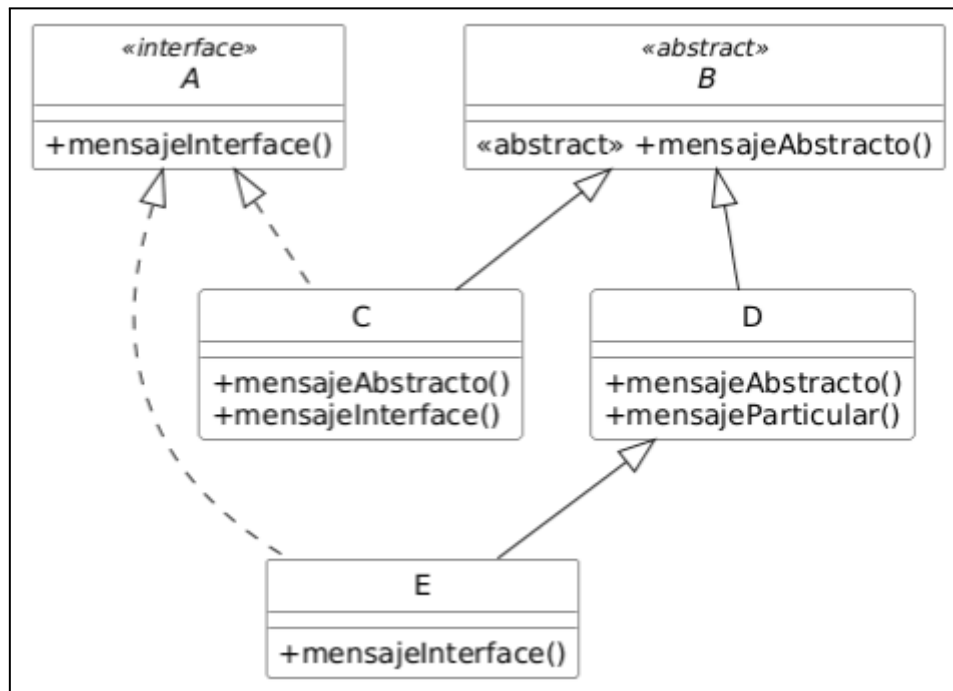 «interface»
A
+mensajeInterface()
«abstract»
B
«abstract» +mensajeAbstracto()
C
+mensajeAbstracto()
+mensajeInterface()
D
+mensajeAbstracto()
+mensajeParticular()
E
+mensajeInterface()